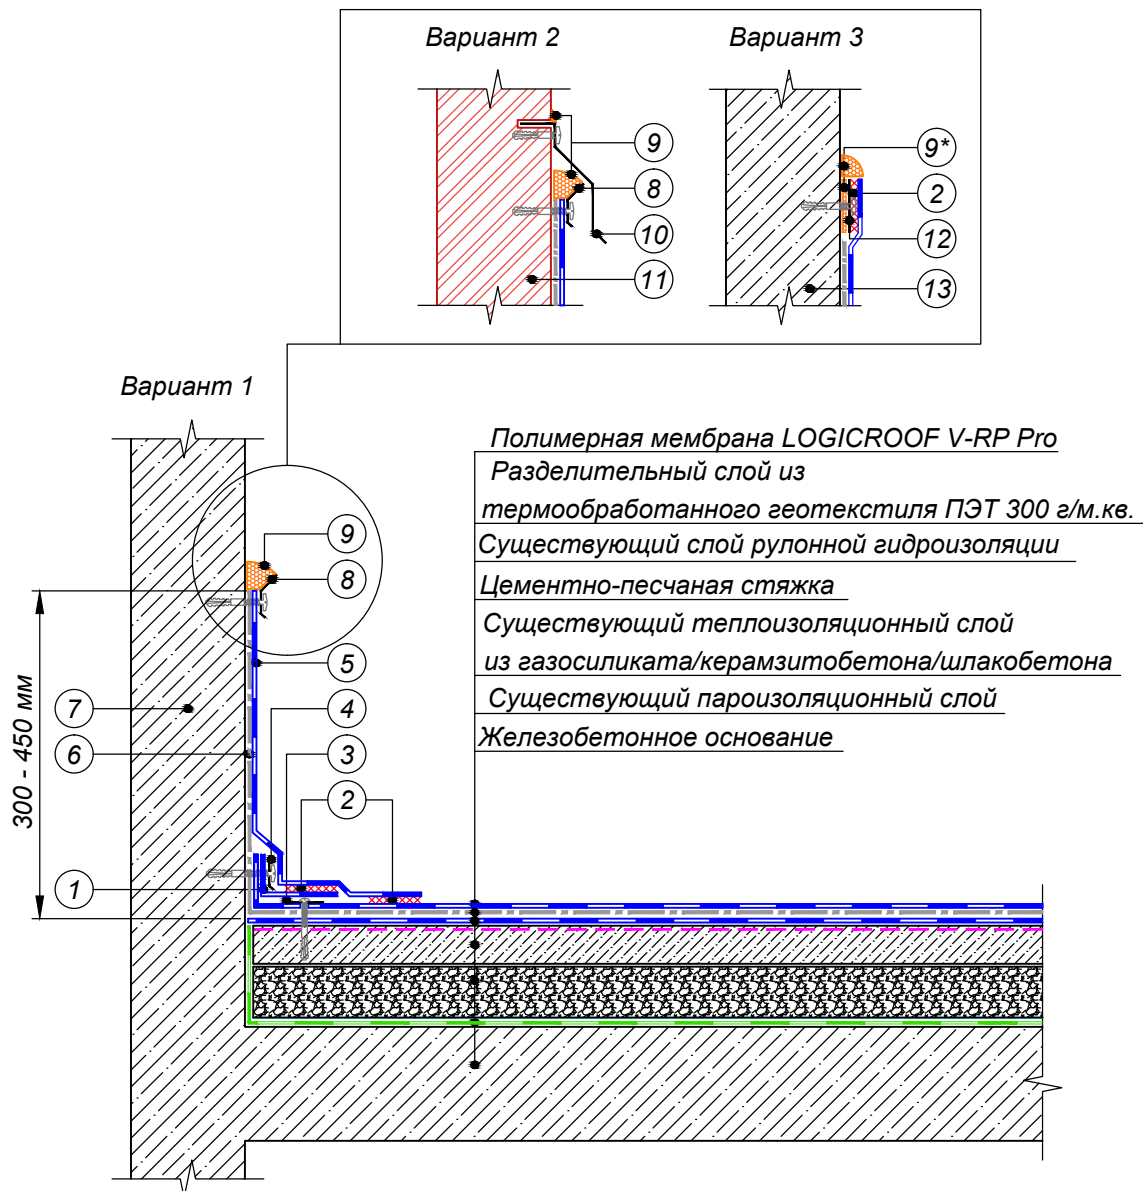 Вариант 2
Вариант 3
9
8
10
11
9*
2
12
13
Вариант 1
Полимерная мембрана LOGICROOF V-RP Pro
Разделительный слой из
термообработанного геотекстиля ПЭТ 300 г/м.кв.
Существующий слой рулонной гидроизоляции
Цементно-песчаная стяжка
Существующий теплоизоляционный слой
из газосиликата/керамзитобетона/шлакобетона
Существующий пароизоляционный слой
Железобетонное основание
9
8
5
4
3
2
7
6
1
300 - 450 мм